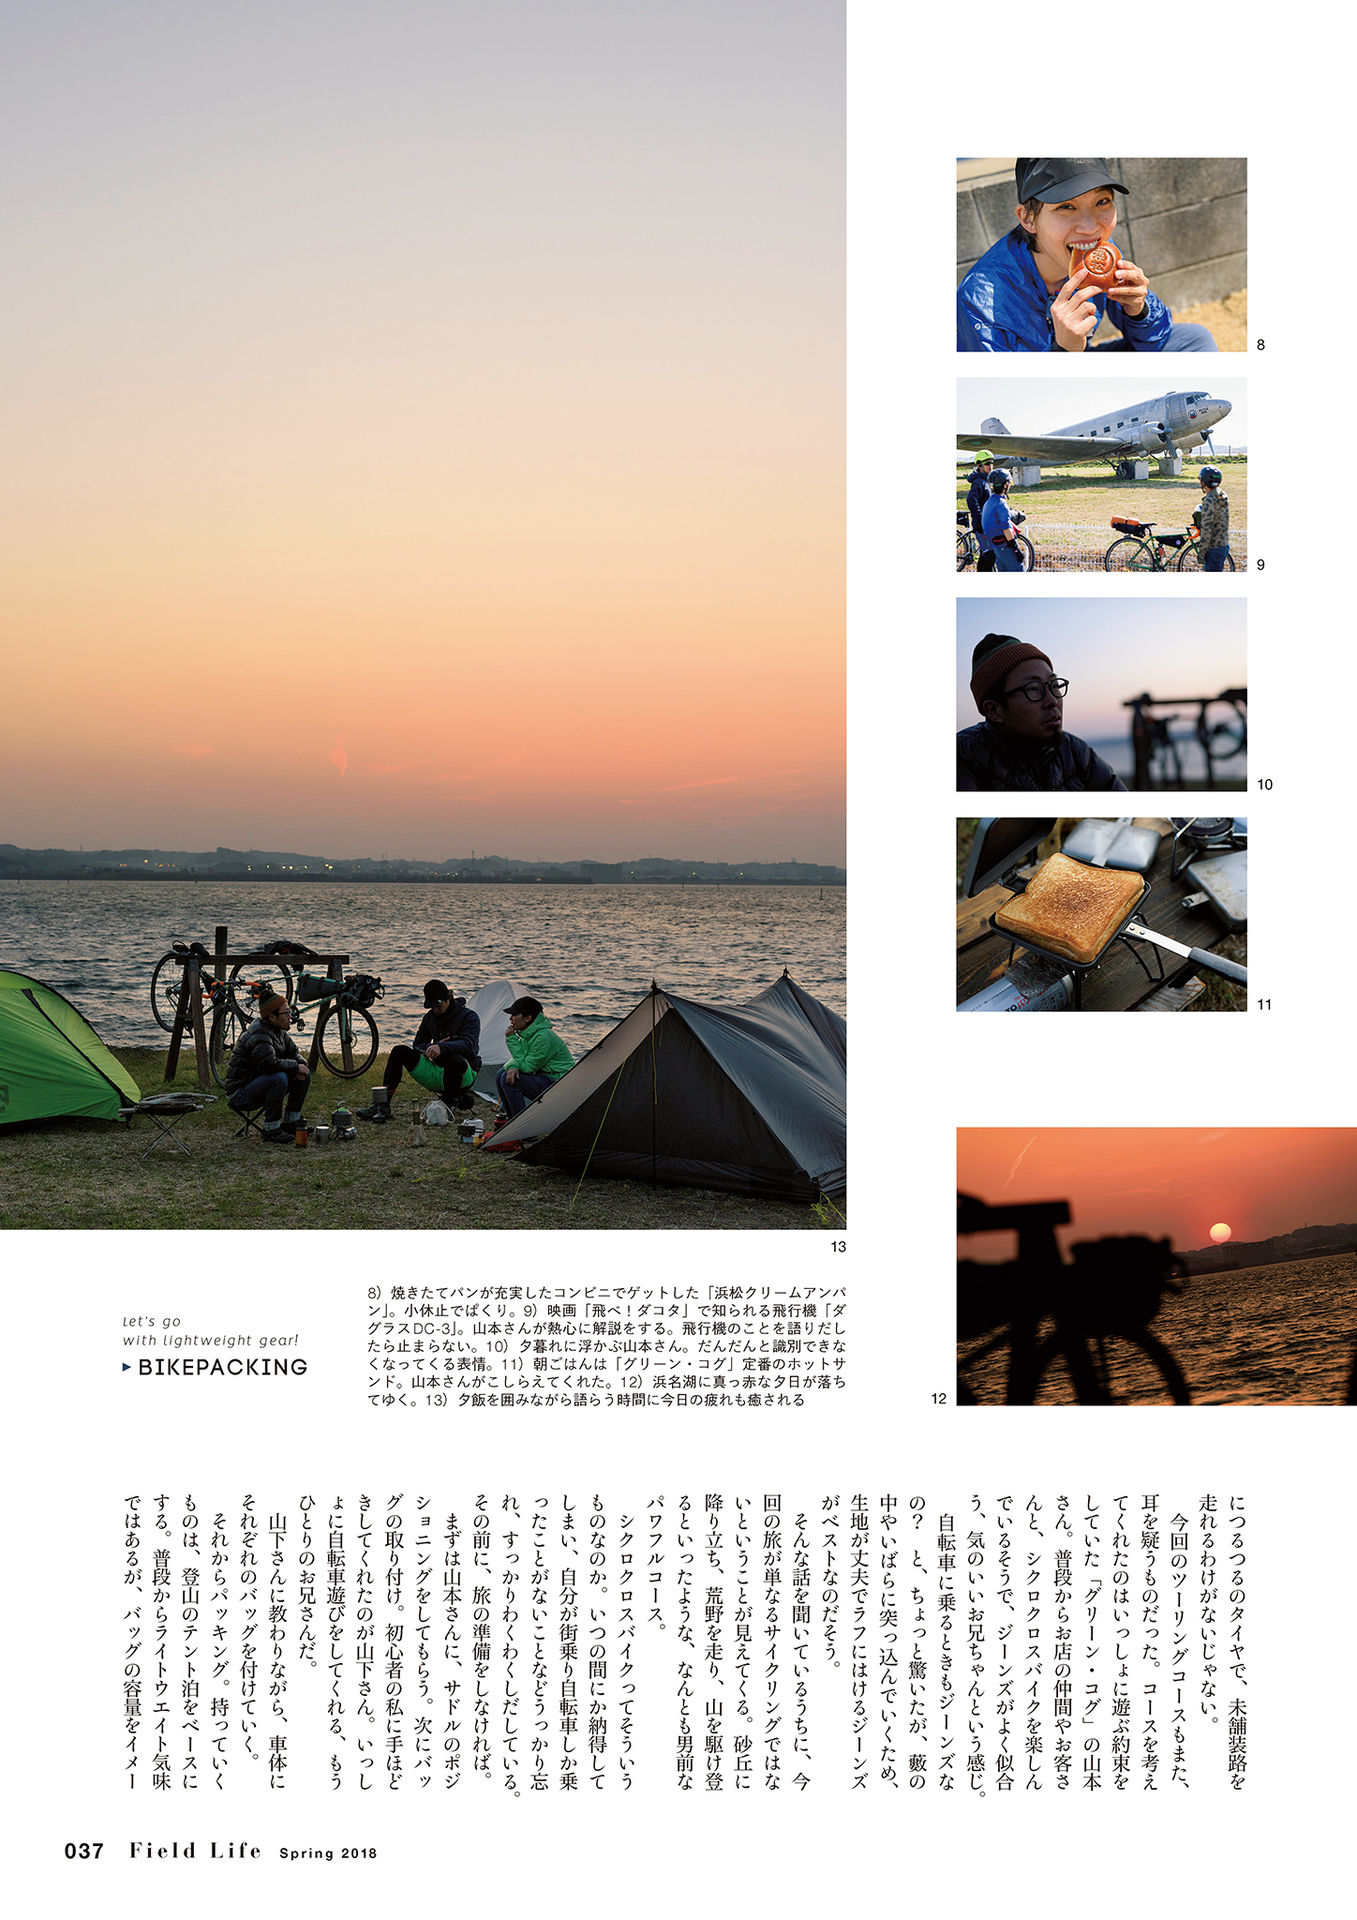 8
9
10
11
12
13
8）焼きたてパンが充実したコンビニでゲットした「浜松クリームアンパ
ン」。小休止でぱくり。9）映画「飛べ！ダコタ」で知られる飛行機「ダ
グラスDC-3」。山本さんが熱心に解説をする。飛行機のことを語りだし
たら止まらない。10）夕暮れに浮かぶ山本さん。だんだんと識別できな
くなってくる表情。11）朝ごはんは「グリーン・コグ」定番のホットサ
ンド。山本さんがこしらえてくれた。12）浜名湖に真っ赤な夕日が落ち
てゆく。13）夕飯を囲みながら語らう時間に今日の疲れも癒される
Let's go
with lightweight gear!
BIKEPACKING
につるつるのタイヤで、未舗装路を
走れるわけがないじゃない。
今回のツーリングコースもまた、
耳を疑うものだった。コースを考え
てくれたのはいっしょに遊ぶ約束を
していた「グリーン・コグ」の山本
さん。普段からお店の仲間やお客さ
んと、シクロクロスバイクを楽しん
でいるそうで、ジーンズがよく似合
う、気のいいお兄ちゃんという感じ。
自転車に乗るときもジーンズな
の？　と、ちょっと驚いたが、藪の
中やいばらに突っ込んでいくため、
生地が丈夫でラフにはけるジーンズ
がベストなのだそう。
そんな話を聞いているうちに、今
回の旅が単なるサイクリングではな
いということが見えてくる。砂丘に
降り立ち、荒野を走り、山を駆け登
るといったような、なんとも男前な
パワフルコース。
シクロクロスバイクってそういう
ものなのか。いつの間にか納得して
しまい、自分が街乗り自転車しか乗
ったことがないことなどうっかり忘
れ、すっかりわくわくしだしている。
その前に、旅の準備をしなければ。
まずは山本さんに、サドルのポジ
ショニングをしてもらう。次にバッ
グの取り付け。初心者の私に手ほど
きしてくれたのが山下さん。いっし
ょに自転車遊びをしてくれる、もう
ひとりのお兄さんだ。
山下さんに教わりながら、車体に
それぞれのバッグを付けていく。
それからパッキング。持っていく
ものは、登山のテント泊をベースに
する。普段からライトウエイト気味
ではあるが、バッグの容量をイメー
037 Field Life Spring 2018